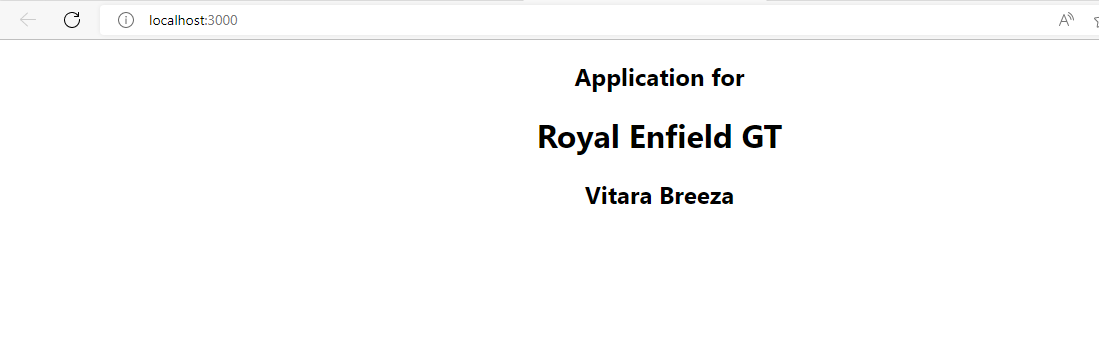 localhost:3000
Application for
Royal Enfield GT
Vitara Breeza